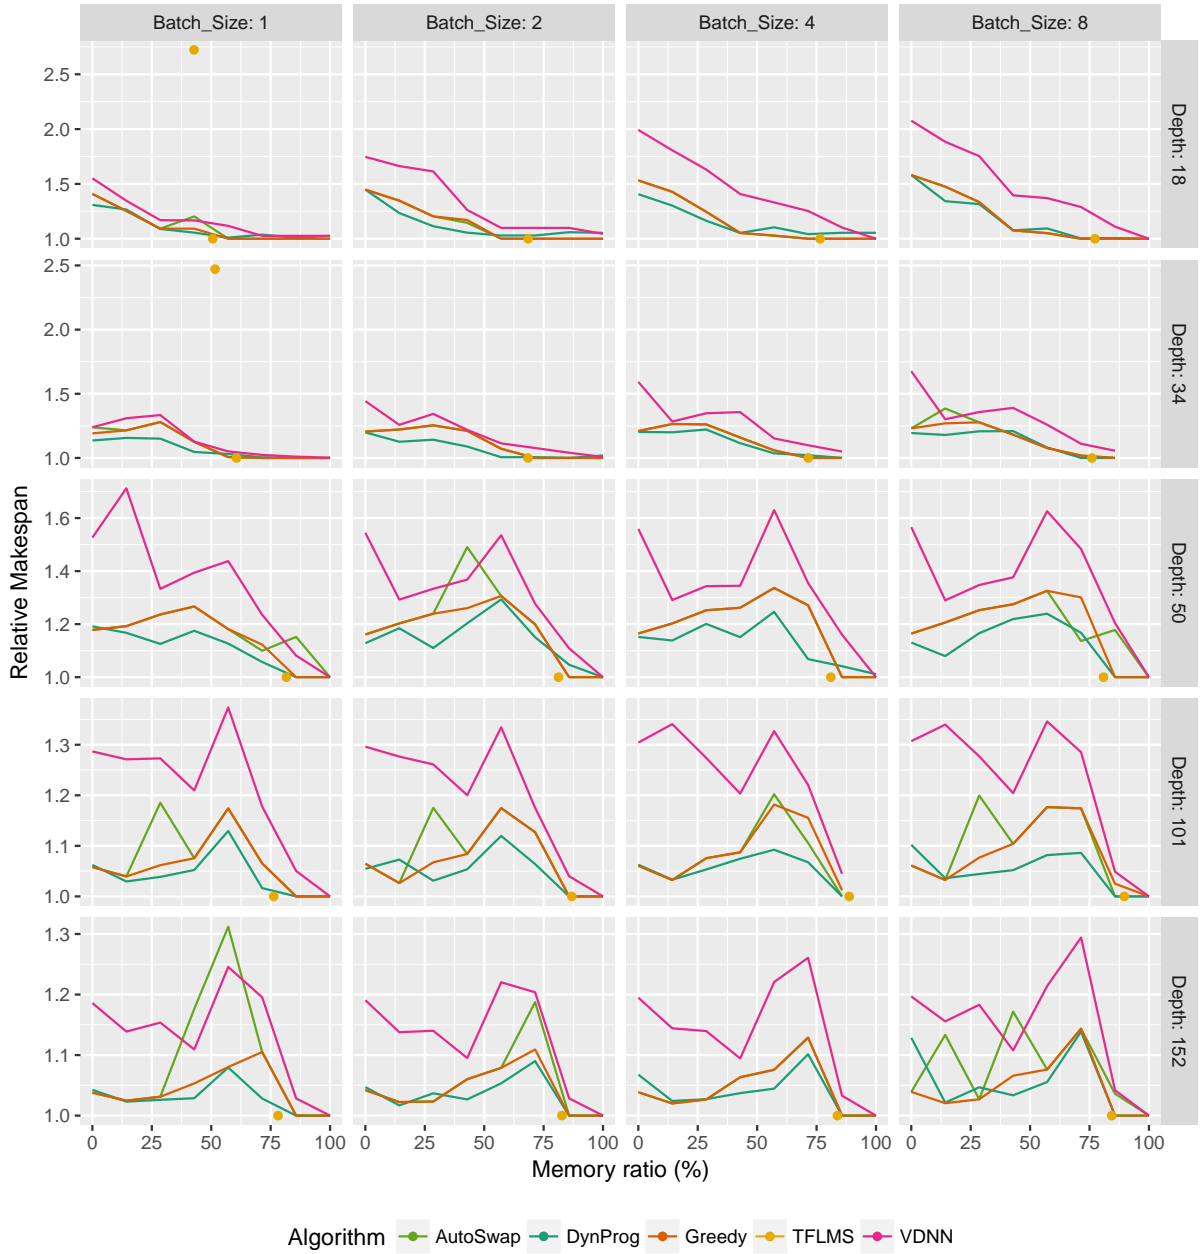 Batch_Size: 1 Batch_Size: 2 Batch_Size: 4 Batch_Size: 8
2.5
2.0
1.5
1.0
Depth: 18
2.5
2.0
1.5
1.0
Depth: 34
1.6
1.4
1.2
1.0
Depth: 50
1.3
1.2
1.1
1.0
Depth: 101
1.3
1.2
1.1
1.0
Depth: 152
Relative Makespan
0 25 50 75 100 0 25 50 75 100 0 25 50 75 100 0 25 50 75 100
Memory ratio (%)
Algorithm AutoSwap DynProg Greedy TFLMS VDNN